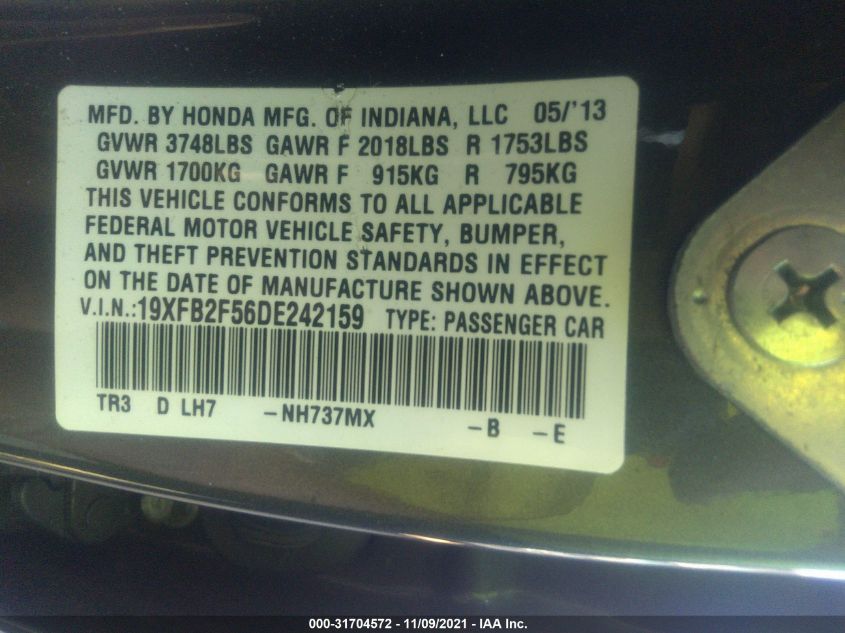 MFD. BY HONDA MFG. OF INDIANA, LLC 05/'13
GVWR 3748LBS GAWR F 2018LBS R 1753LBS
GVWR 1700KG GAWR F 915KG R 795KG
THIS VEHICLE CONFORMS TO ALL APPLICABLE
FEDERAL MOTOR VEHICLE SAFETY, BUMPER,
AND THEFT PREVENTION STANDARDS IN EFFECT
ON THE DATE OF MANUFACTURE SHOWN ABOVE.
V.I.N.:19XFB2F56DE242159 TYPE: PASSENGER CAR
TR3 D LH7 -NH737MX -B -E
000-31704572 - 11/09/2021 - IAA Inc.